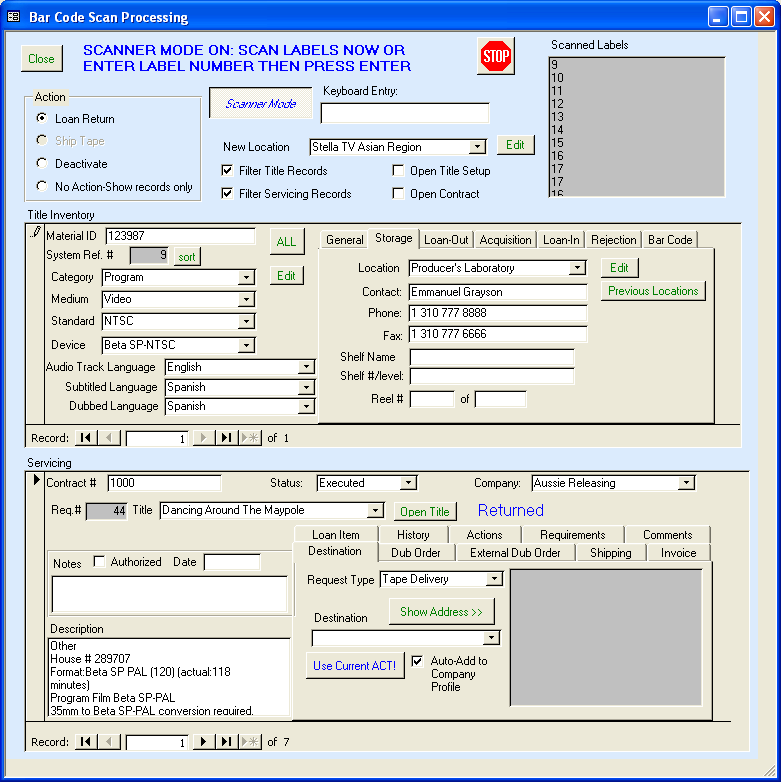 Bar Code Scan Processing
Close
SCANNER MODE ON: SCAN LABELS NOW OR
ENTER LABEL NUMBER THEN PRESS ENTER
STOP
Scanned Labels
9
10
11
12
13
14
15
16
17
17
16
Action
Loan Return
Ship Tape
Deactivate
No Action-Show records only
Scanner Mode
Keyboard Entry:
New Location Stella TV Asian Region Edit
Filter Title Records Open Title Setup
Filter Servicing Records Open Contract
Title Inventory
Material ID 123987 ALL
System Ref. # 9 sort
Category Program Edit
Medium Video
Standard NTSC
Device Beta SP-NTSC
Audio Track Language English
Subtitled Language Spanish
Dubbed Language Spanish
General Storage Loan-Out Acquisition Loan-In Rejection Bar Code
Location Producer's Laboratory Edit
Contact: Emmanuel Grayson Previous Locations
Phone: 1 310 777 8888
Fax: 1 310 777 6666
Shelf Name
Shelf #/level:
Reel # of
Record: 1 of 1
Servicing
Contract # 1000 Status: Executed Company: Aussie Releasing
Req.# 44 Title Dancing Around The Maypole Open Title Returned
Loan Item History Actions Requirements Comments
Destination Dub Order External Dub Order Shipping Invoice
Notes Authorized Date
Request Type Tape Delivery
Destination Show Address >>
Use Current ACT! Auto-Add to
Company
Profile
Description
Other
House # 289707
Format:Beta SP PAL (120) (actual:118
minutes)
Program Film Beta SP-PAL
35mm to Beta SP-PAL conversion required.
Record: 1 of 7